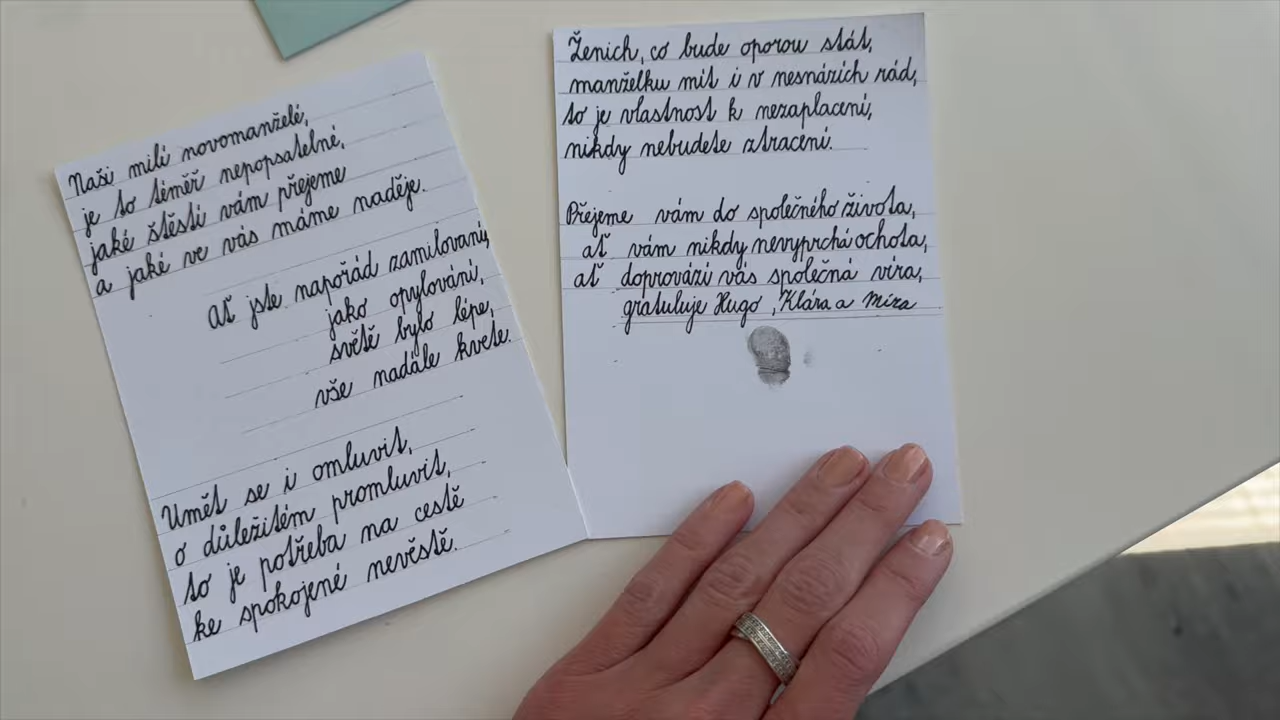 Naši milí novomanželé,
je to téměř nepopsatelné,
jaké štěstí vám přejeme
a jaké ve vás máme naděje.
Ať jste napořád zamilovaní,
jako opylování,
světě bylo lépe,
vše nadále kvete.
Umět se i omluvit,
o důležitém promluvit,
to je potřeba na cestě
ke spokojené nevěstě.
Ženich, co bude oporou stát,
manželku mít i v nesnázích rád,
to je vlastnost k nezaplacení,
nikdy nebudete ztraceni.
Přejeme vám do společného života,
ať vám nikdy nevyprchá ochota,
ať doprovází vás společná víra,
gratuluje Hugo, Klára a Míra